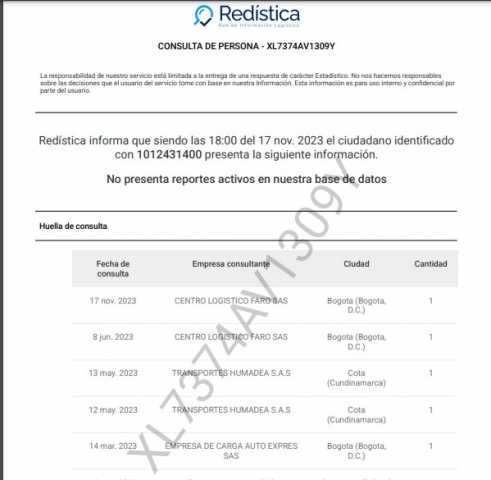 Redística
Red de Información Logística
CONSULTA DE PERSONA - XL7374AV1309Y
La responsabilidad de nuestro servicio está limitada a la entrega de una respuesta de carácter Estadístico. No nos hacemos responsables
sobre las decisiones que el usuario del servicio tome con base en nuestra Información. Esta información es para uso interno y confidencial por
parte del usuario.
Redística informa que siendo las 18:00 del 17 nov. 2023 el ciudadano identificado
con 1012431400 presenta la siguiente información.
No presenta reportes activos en nuestra base de datos
Huella de consulta
Fecha de consulta Empresa consultante Ciudad Cantidad
17 nov. 2023 CENTRO LOGISTICO FARO SAS Bogota (Bogota, D.C.) 1
8 jun. 2023 CENTRO LOGISTICO FARO SAS Bogota (Bogota, D.C.) 1
13 may. 2023 TRANSPORTES HUMADEA S.A.S Cota (Cundinamarca) 1
12 may. 2023 TRANSPORTES HUMADEA S.A.S Cota (Cundinamarca) 1
14 mar. 2023 EMPRESA DE CARGA AUTO EXPRES SAS Bogota (Bogota, D.C.) 1
XL7374AV1309Y